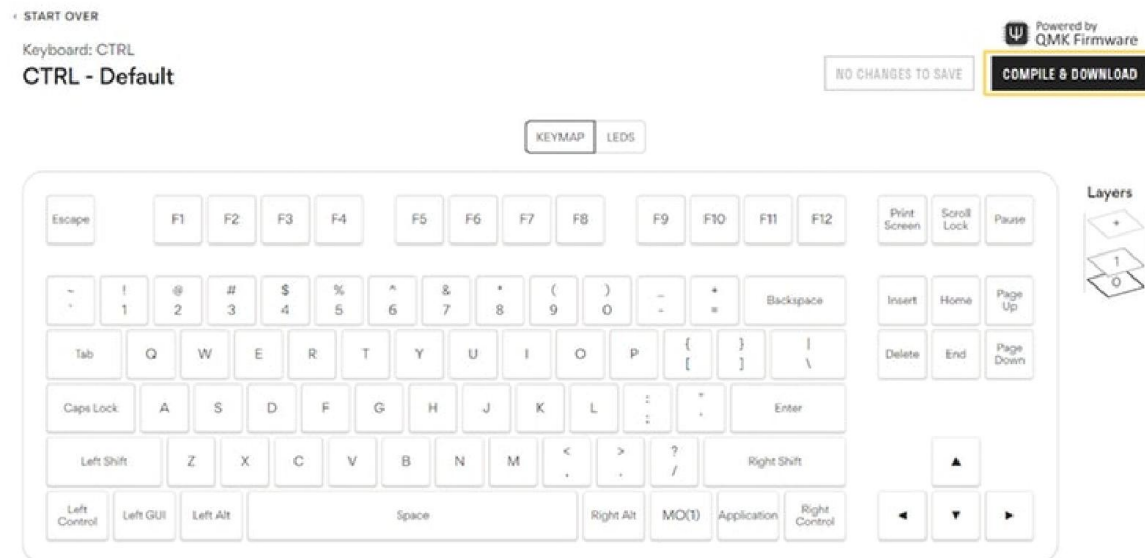 ‹ START OVER
Powered by
QMK Firmware
Keyboard: CTRL
CTRL - Default
NO CHANGES TO SAVE
COMPILE & DOWNLOAD
KEYMAP LEDS
Layers
Escape F1 F2 F3 F4 F5 F6 F7 F8 F9 F10 F11 F12 Print Screen Scroll Lock Pause
+
1
0
~ ! @ # $ % ^ & * ( ) _ +
` 1 2 3 4 5 6 7 8 9 0 - = Backspace Insert Home Page Up
Tab Q W E R T Y U I O P { [ } ] | \ Delete End Page Down
Caps Lock A S D F G H J K L : ; " ' Enter
Left Shift Z X C V B N M < , > . ? / Right Shift ▲
Left Control Left GUI Left Alt Space Right Alt MO(1) Application Right Control ◄ ▼ ►